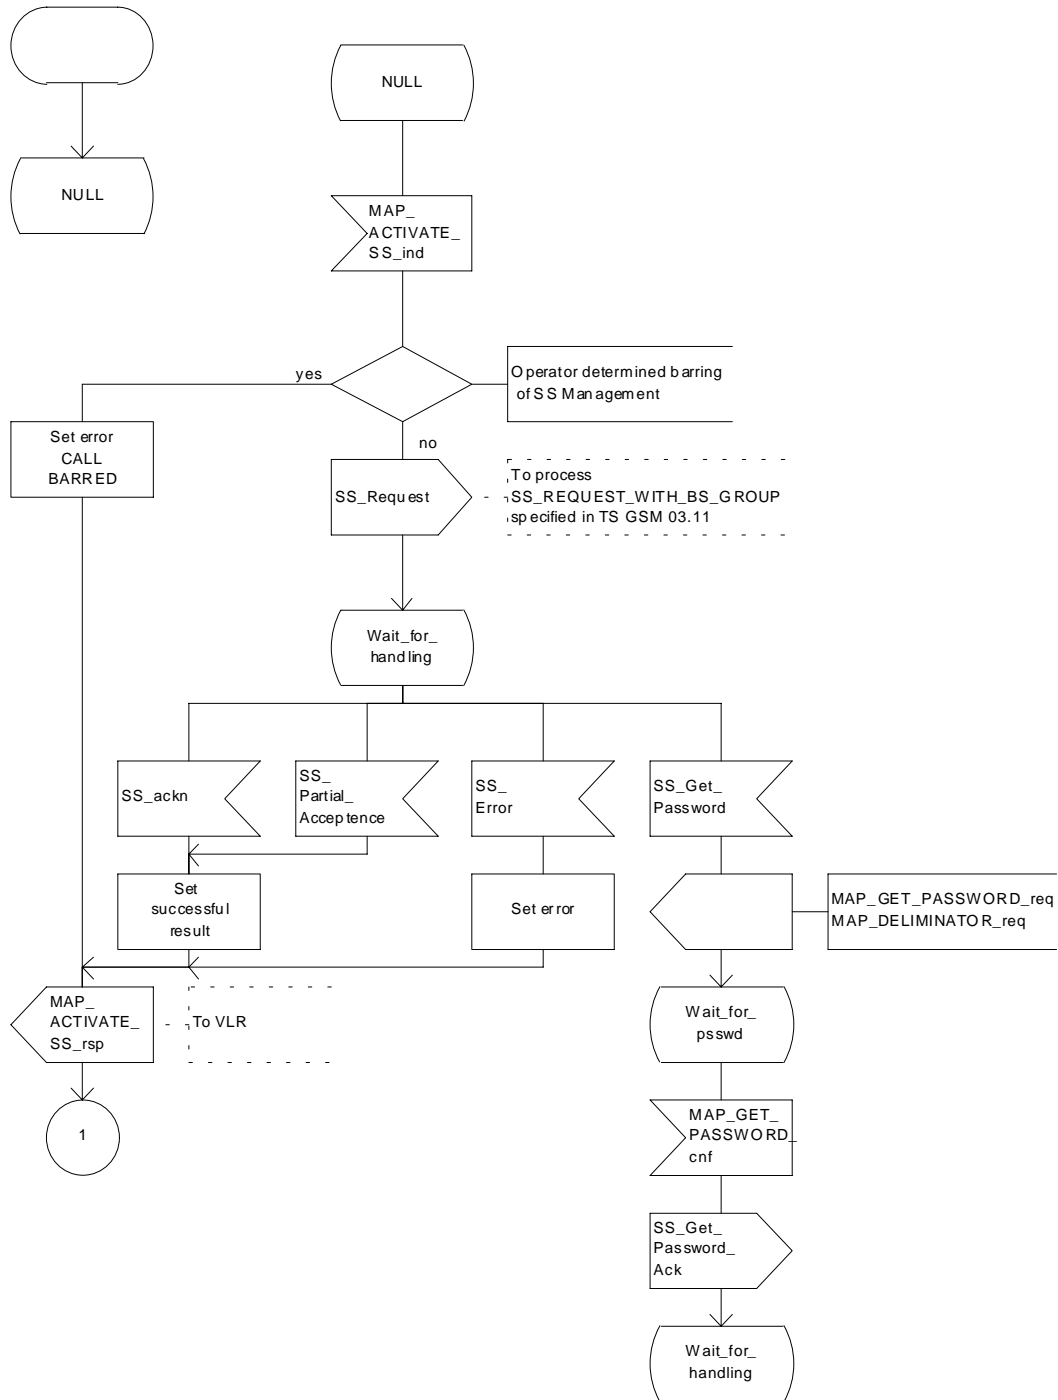 NULL
NULL
MAP_
ACTIVATE_
SS_ind
yes
Operator determined barring
of SS Management
no
Set error
CALL
BARRED
SS_Request
To process
SS_REQUEST_WITH_BS_GROUP
specified in TS GSM 03.11
Wait_for_
handling
SS_ackn
SS_
Partial_
Acceptence
SS_
Error
SS_Get_
Password
Set
successful
result
Set error
MAP_GET_PASSWORD_req
MAP_DELIMINATOR_req
MAP_
ACTIVATE_
SS_rsp
To VLR
Wait_for_
psswd
1
MAP_GET_
PASSWORD_
cnf
SS_Get_
Password_
Ack
Wait_for_
handling